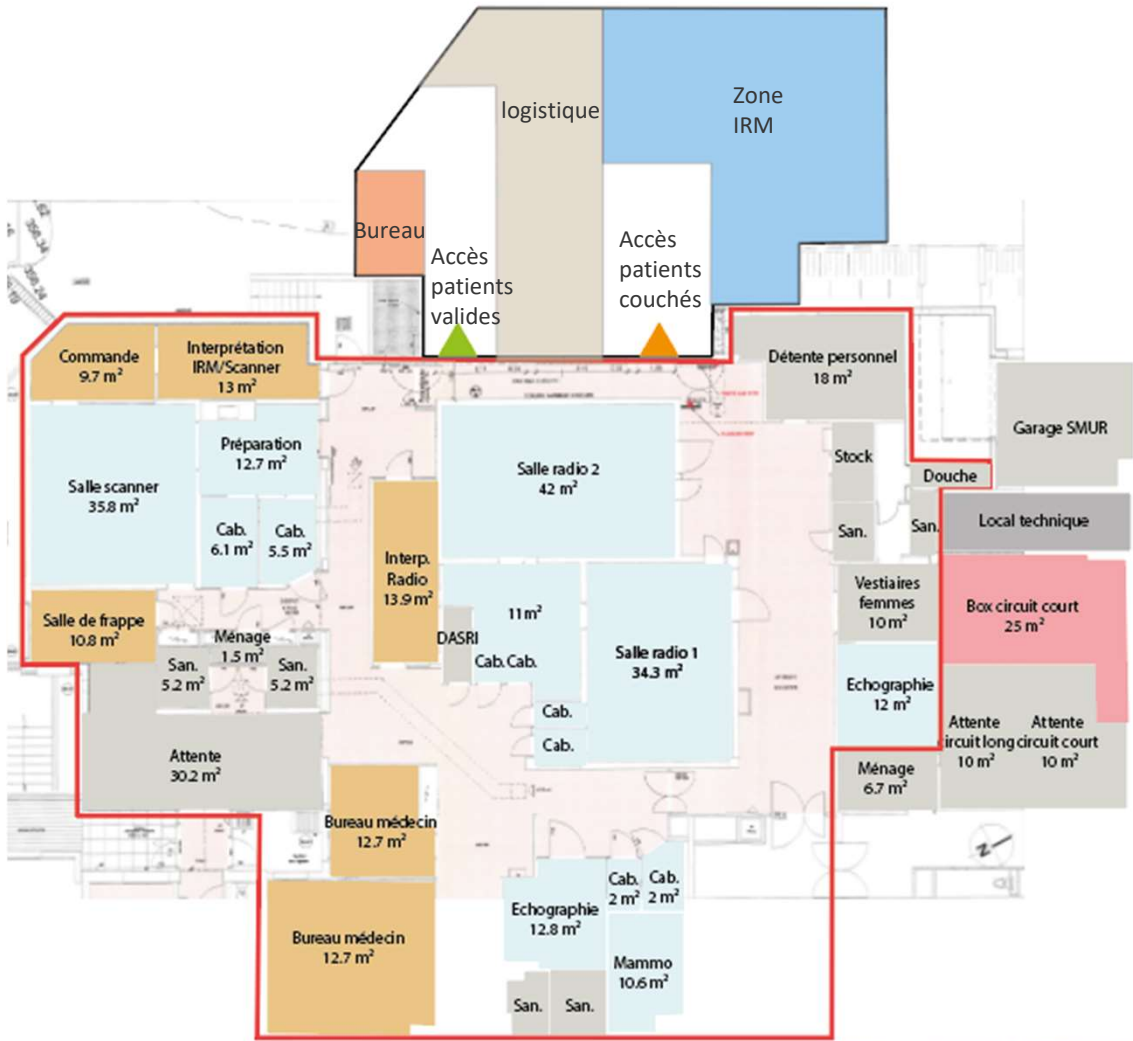 logistique
Zone
IRM
Bureau
Accès
patients
valides
Accès
patients
couchés
Commande
9.7 m²
Interprétation
IRM/Scanner
13 m²
Détente personnel
18 m²
Garage SMUR
Préparation
12.7 m²
Salle scanner
35.8 m²
Salle radio 2
42 m²
Stock
Douche
Cab.
6.1 m²
Cab.
5.5 m²
San.
San.
Local technique
Interp.
Radio
13.9 m²
Salle de frappe
10.8 m²
11 m²
DASRI
Cab. Cab.
Salle radio 1
34.3 m²
Vestiaires
femmes
10 m²
Box circuit court
25 m²
Ménage
1.5 m²
San.
5.2 m²
San.
5.2 m²
Echographie
12 m²
Cab.
Cab.
Attente
30.2 m²
Attente
circuit long
10 m²
Attente
circuit court
10 m²
Ménage
6.7 m²
Bureau médecin
12.7 m²
Cab.
2 m²
Cab.
2 m²
Echographie
12.8 m²
Bureau médecin
12.7 m²
Mammo
10.6 m²
San.
San.
Z
350.34
350.24